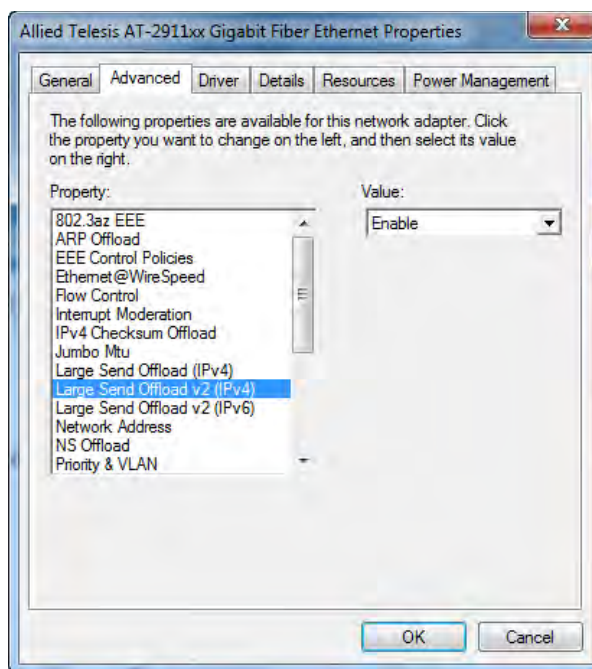 Allied Telesis AT-2911xx Gigabit Fiber Ethernet Properties
General Advanced Driver Details Resources Power Management
The following properties are available for this network adapter. Click
the property you want to change on the left, and then select its value
on the right.
Property: Value:
802.3az EEE Enable
ARP Offload
EEE Control Policies
Ethernet@WireSpeed
Flow Control
Interrupt Moderation
IPv4 Checksum Offload
Jumbo Mtu
Large Send Offload (IPv4)
Large Send Offload v2 (IPv4)
Large Send Offload v2 (IPv6)
Network Address
NS Offload
Priority & VLAN
OK Cancel